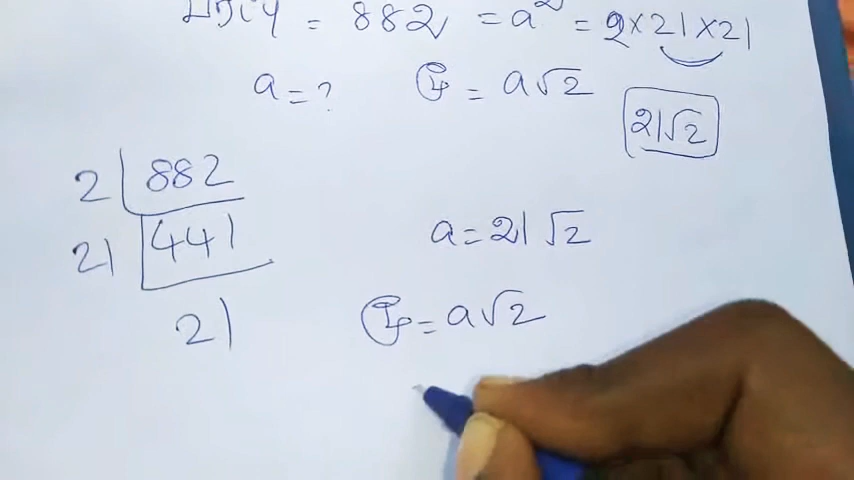 = 882 = a² = 2×21×21
a = ?
= a√2
21√2
2 | 882
21 | 441
21
a = 21√2
= a√2